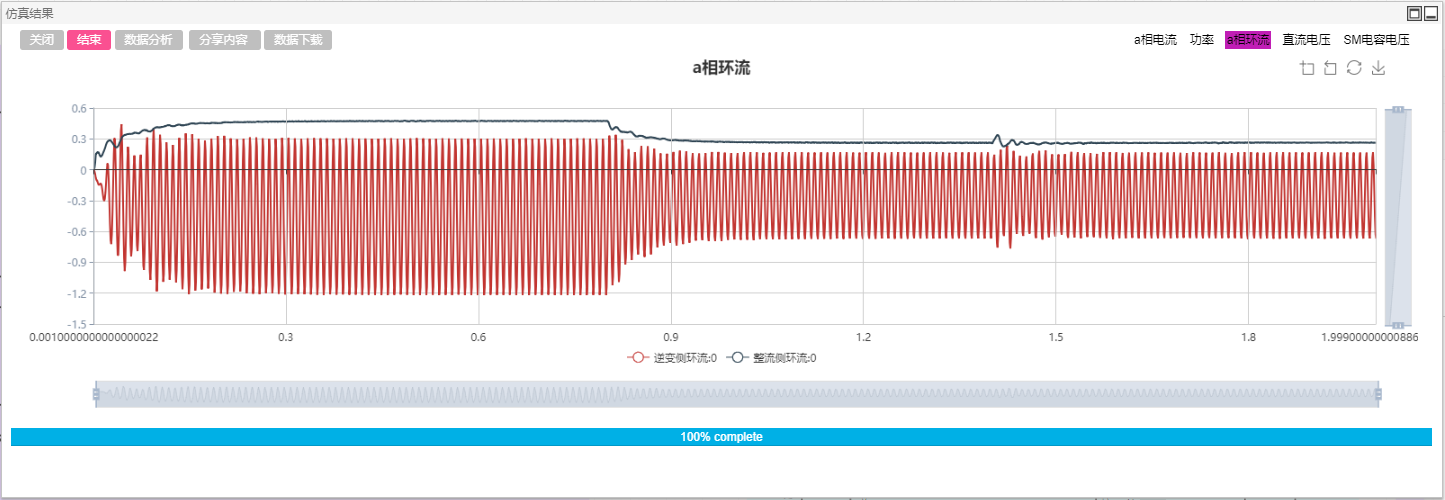 仿真结果
关闭 结束 数据分析 分享内容 数据下载 a相电流 功率 a相环流 直流电压 SM电容电压
a相环流
0.6
0.3
0
-0.3
-0.6
-0.9
-1.2
-1.5
0.0010000000000000022 0.3 0.6 0.9 1.2 1.5 1.8 1.99900000000886
逆变侧环流:0 整流侧环流:0
100% complete